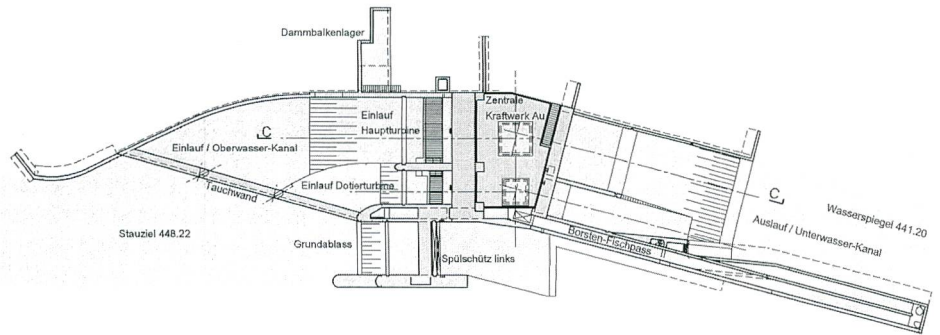 Dammbalkenlager
Zentrale
Kraftwerk Au
Einlauf
Hauptturbine
C
Einlauf / Oberwasser-Kanal
Einlauf Dotierturbine
Tauchwand
C
Wasserspiegel 441.20
Auslauf / Unterwasser-Kanal
Stauziel 448.22
Grundablass
Borsten-Fischpass
Spülschütz links